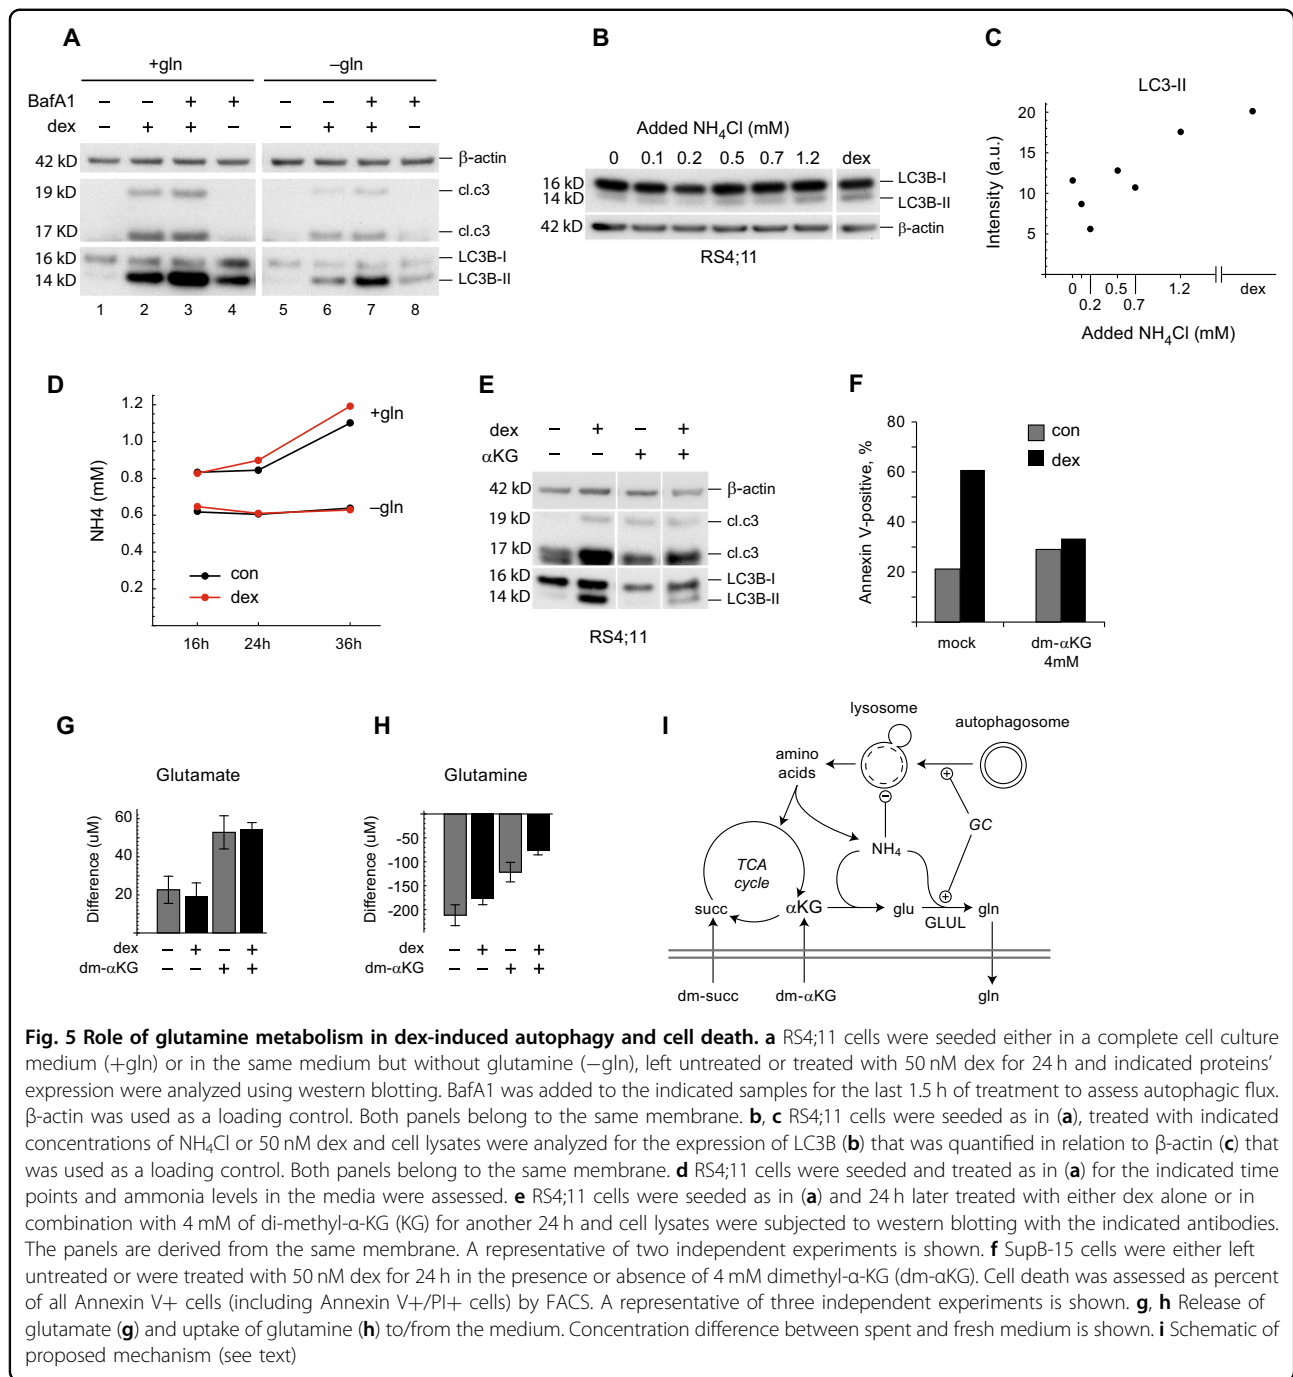 A
+gln
−gln
BafA1 − − + + − − + +
dex − + + − − + + −
42 kD
β-actin
19 kD
cl.c3
17 KD
cl.c3
16 kD
LC3B-I
14 kD
LC3B-II
1 2 3 4 5 6 7 8
B
Added NH₄Cl (mM)
0 0.1 0.2 0.5 0.7 1.2 dex
16 kD
LC3B-I
14 kD
LC3B-II
42 kD
β-actin
RS4;11
C
LC3-II
Intensity (a.u.)
20
15
10
5
0 0.5 1.2 dex
0.2 0.7
Added NH₄Cl (mM)
D
NH4 (mM)
1.2
1.0
0.8
0.6
0.4
0.2
+gln
−gln
con
dex
16h 24h 36h
E
dex − + − +
αKG − − + +
42 kD
β-actin
19 kD
cl.c3
17 kD
cl.c3
16 kD
LC3B-I
14 kD
LC3B-II
RS4;11
F
Annexin V-positive, %
80
60
40
20
con
dex
mock
dm-αKG
4mM
G
Glutamate
Difference (uM)
60
40
20
dex − + − +
dm-αKG − − + +
H
Glutamine
Difference (uM)
-50
-100
-150
-200
dex − + − +
dm-αKG − − + +
I
lysosome
autophagosome
amino
acids
+
−
GC
NH₄
TCA
cycle
+
succ
αKG
glu
GLUL
gln
dm-succ
dm-αKG
gln
Fig. 5 Role of glutamine metabolism in dex-induced autophagy and cell death. a RS4;11 cells were seeded either in a complete cell culture
medium (+gln) or in the same medium but without glutamine (−gln), left untreated or treated with 50 nM dex for 24 h and indicated proteins’
expression were analyzed using western blotting. BafA1 was added to the indicated samples for the last 1.5 h of treatment to assess autophagic flux.
β-actin was used as a loading control. Both panels belong to the same membrane. b, c RS4;11 cells were seeded as in (a), treated with indicated
concentrations of NH₄Cl or 50 nM dex and cell lysates were analyzed for the expression of LC3B (b) that was quantified in relation to β-actin (c) that
was used as a loading control. Both panels belong to the same membrane. d RS4;11 cells were seeded and treated as in (a) for the indicated time
points and ammonia levels in the media were assessed. e RS4;11 cells were seeded as in (a) and 24 h later treated with either dex alone or in
combination with 4 mM of di-methyl-α-KG (KG) for another 24 h and cell lysates were subjected to western blotting with the indicated antibodies.
The panels are derived from the same membrane. A representative of two independent experiments is shown. f SupB-15 cells were either left
untreated or were treated with 50 nM dex for 24 h in the presence or absence of 4 mM dimethyl-α-KG (dm-αKG). Cell death was assessed as percent
of all Annexin V+ cells (including Annexin V+/PI+ cells) by FACS. A representative of three independent experiments is shown. g, h Release of
glutamate (g) and uptake of glutamine (h) to/from the medium. Concentration difference between spent and fresh medium is shown. i Schematic of
proposed mechanism (see text)